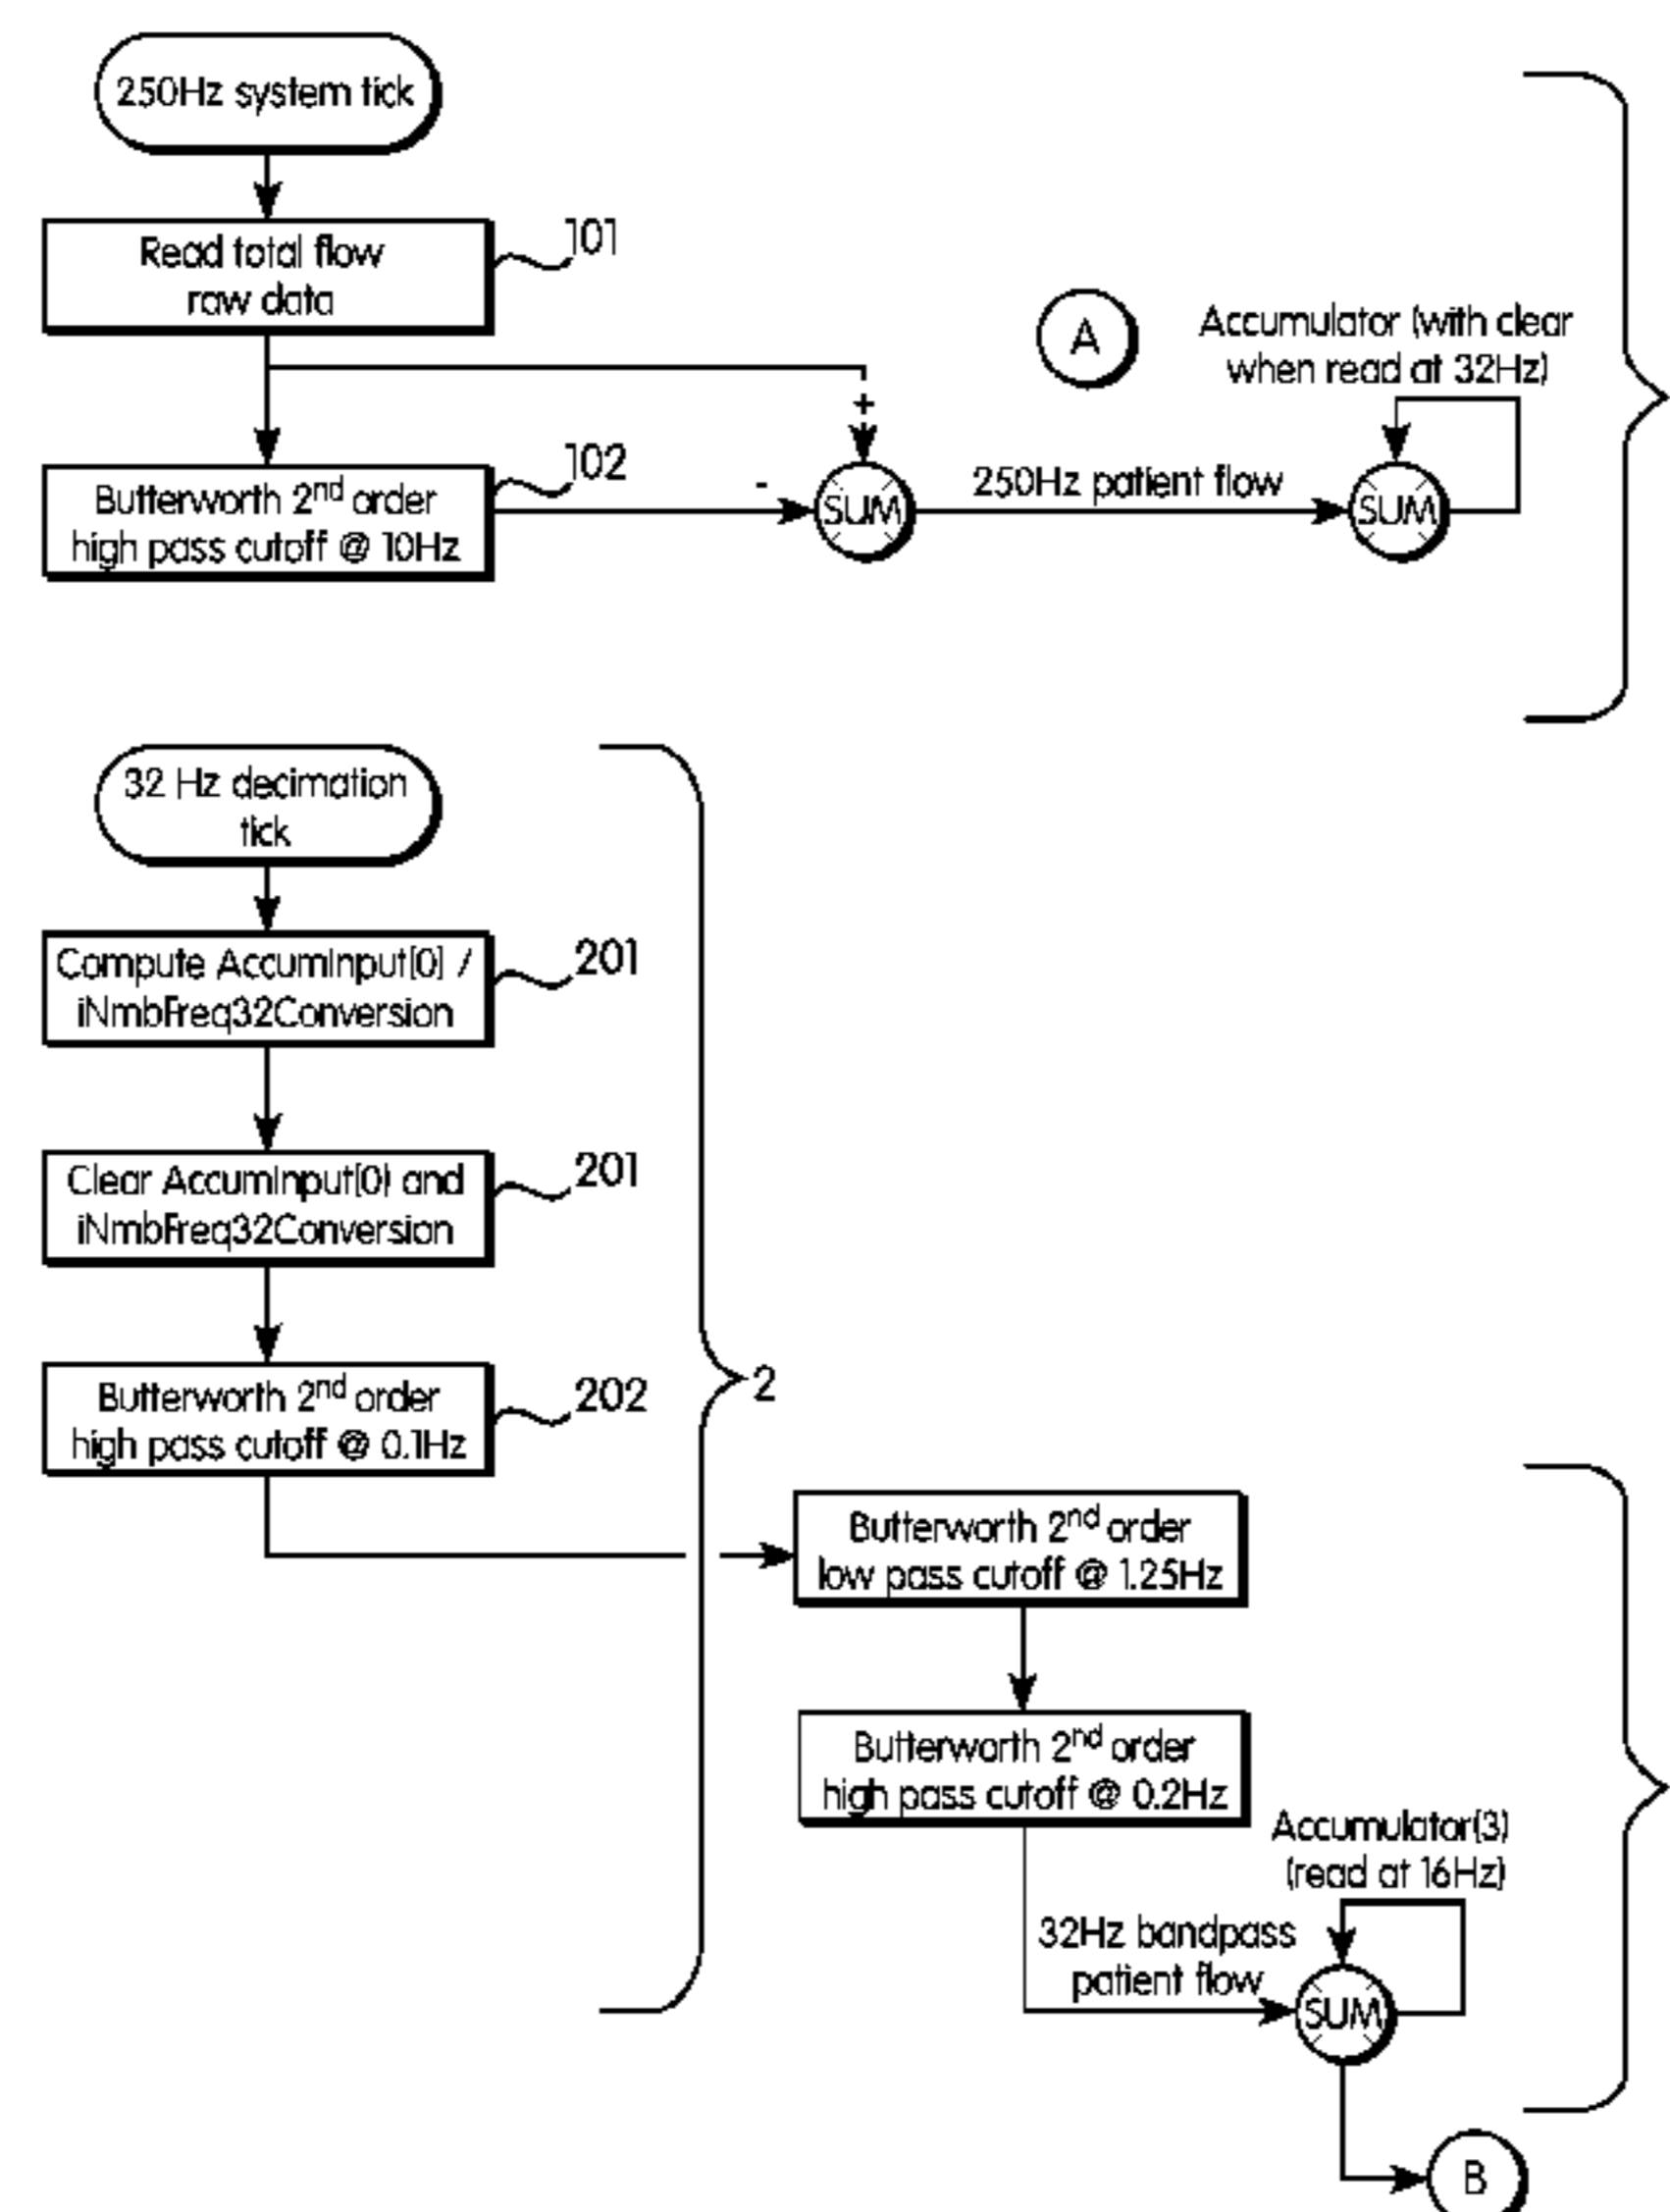 250Hz system tick
Read total flow
raw data
101
A
Accumulator (with clear
when read at 32Hz)
+
Butterworth 2nd order
high pass cutoff @ 10Hz
102
-
SUM
250Hz patient flow
SUM
32 Hz decimation
tick
Compute AccumInput(0) /
iNmbFreq32Conversion
201
Clear AccumInput(0) and
iNmbFreq32Conversion
201
Butterworth 2nd order
high pass cutoff @ 0.1Hz
202
2
Butterworth 2nd order
low pass cutoff @ 1.25Hz
Butterworth 2nd order
high pass cutoff @ 0.2Hz
Accumulator(3)
(read at 16Hz)
32Hz bandpass
patient flow
SUM
B